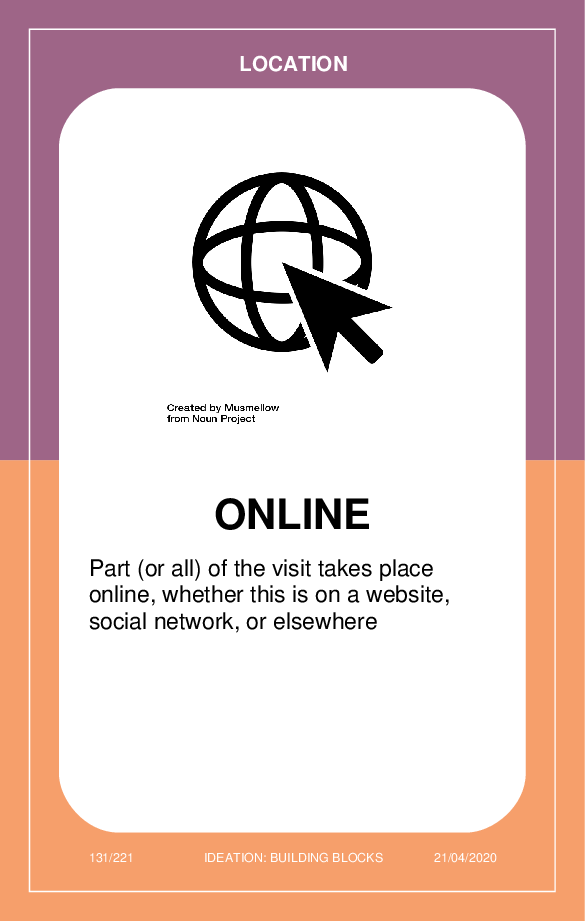 LOCATION
Created by Musmellow
from Noun Project
ONLINE
Part (or all) of the visit takes place
online, whether this is on a website,
social network, or elsewhere
131/221 IDEATION: BUILDING BLOCKS 21/04/2020